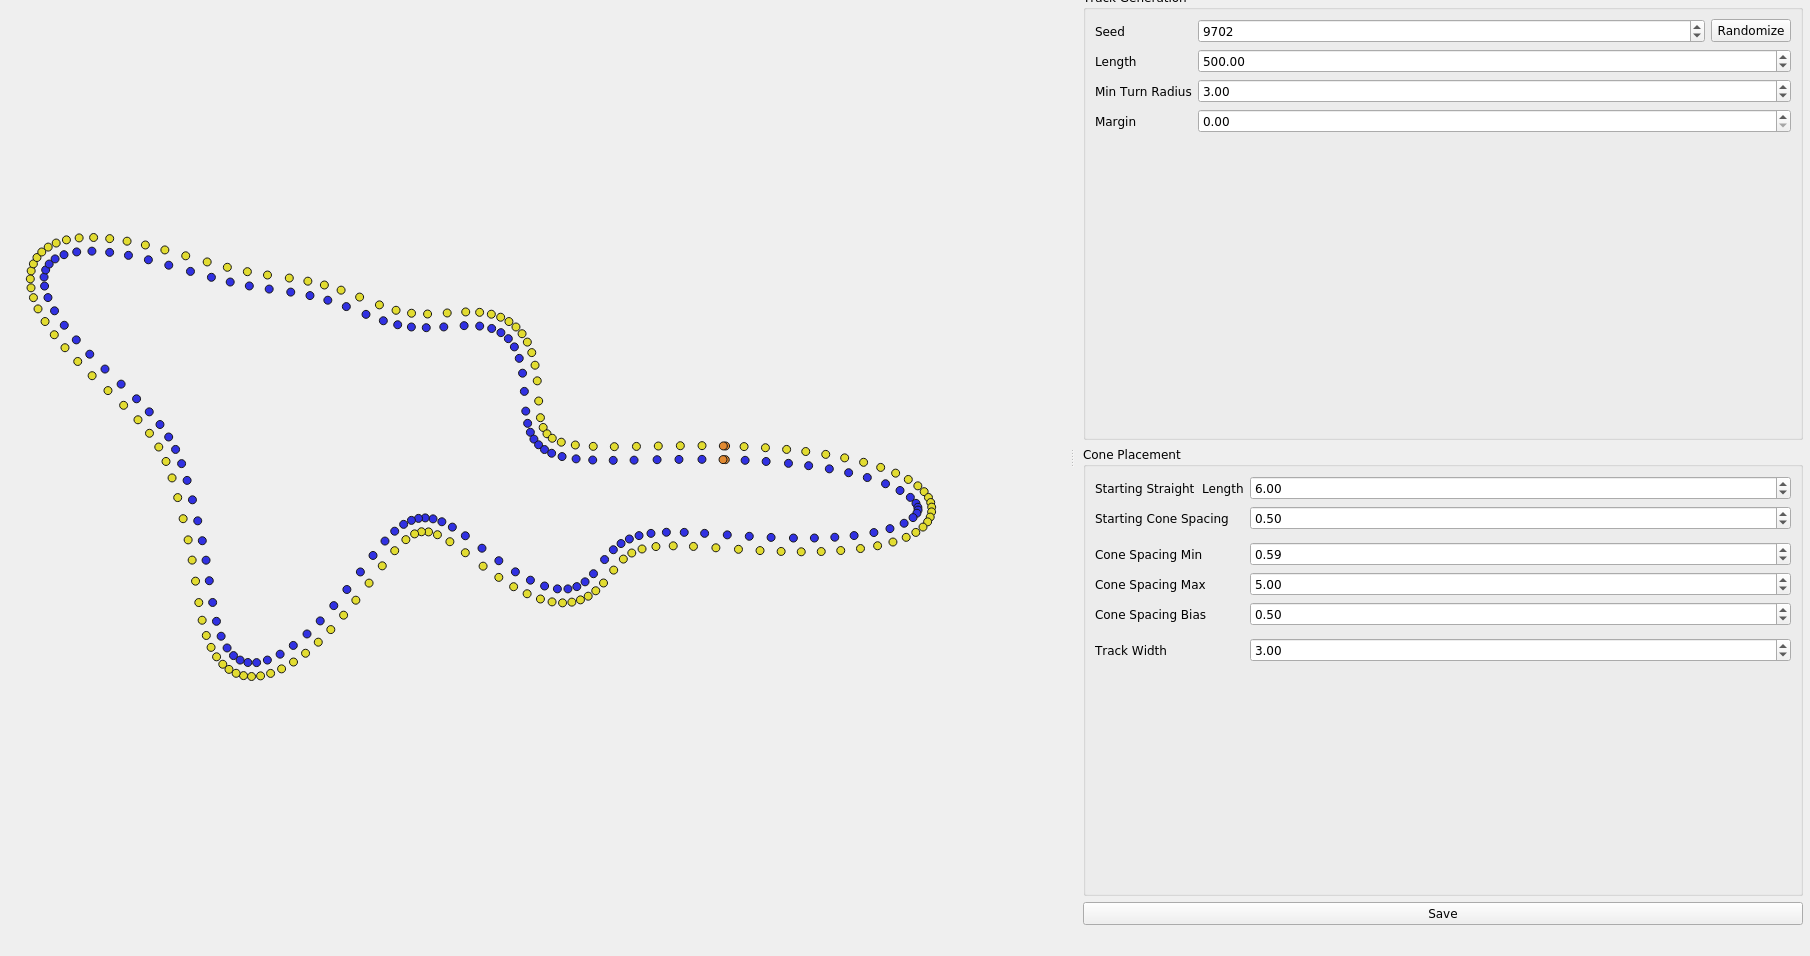 Track Generation
Seed 9702 Randomize
Length 500.00
Min Turn Radius 3.00
Margin 0.00
Cone Placement
Starting Straight Length 6.00
Starting Cone Spacing 0.50
Cone Spacing Min 0.59
Cone Spacing Max 5.00
Cone Spacing Bias 0.50
Track Width 3.00
Save